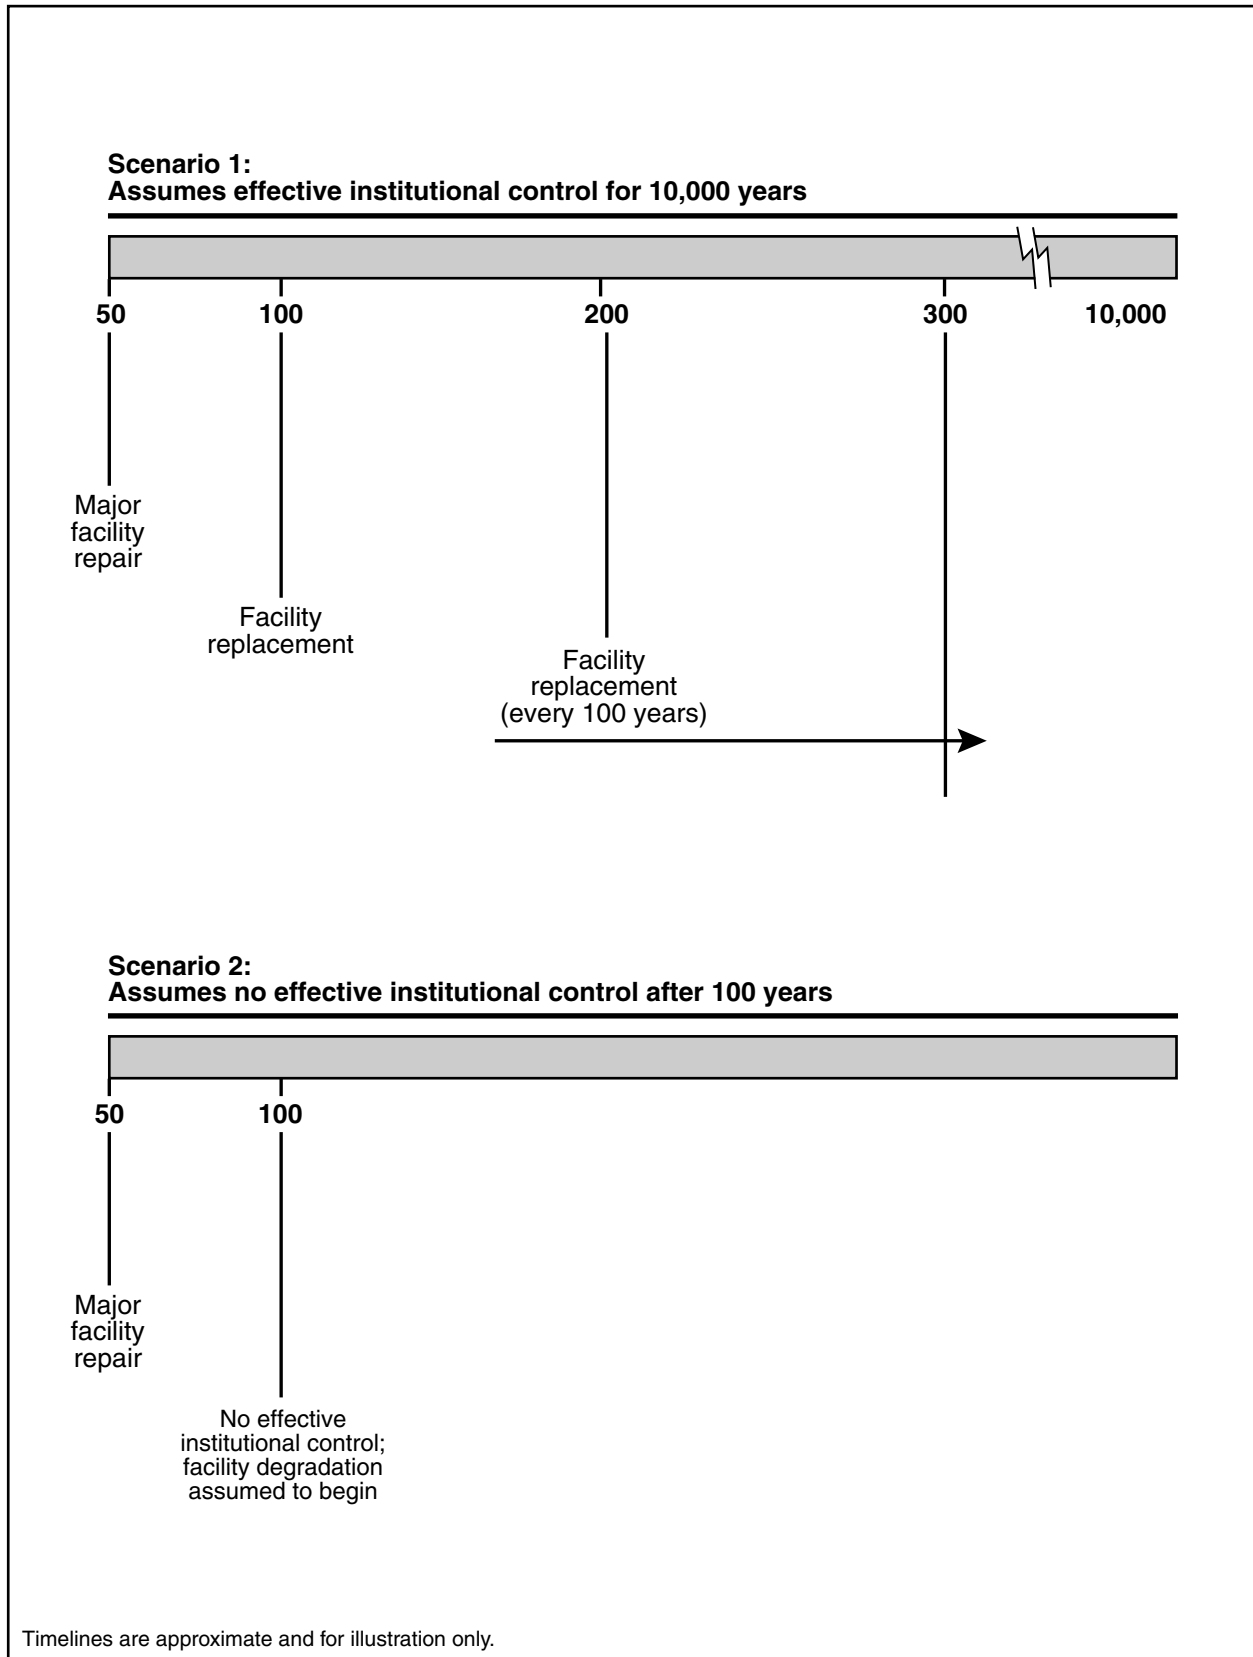 Scenario 1:
Assumes effective institutional control for 10,000 years
50 100 200 300 10,000
Major
facility
repair
Facility
replacement
Facility
replacement
(every 100 years)
Scenario 2:
Assumes no effective institutional control after 100 years
50 100
Major
facility
repair
No effective
institutional control;
facility degradation
assumed to begin
Timelines are approximate and for illustration only.